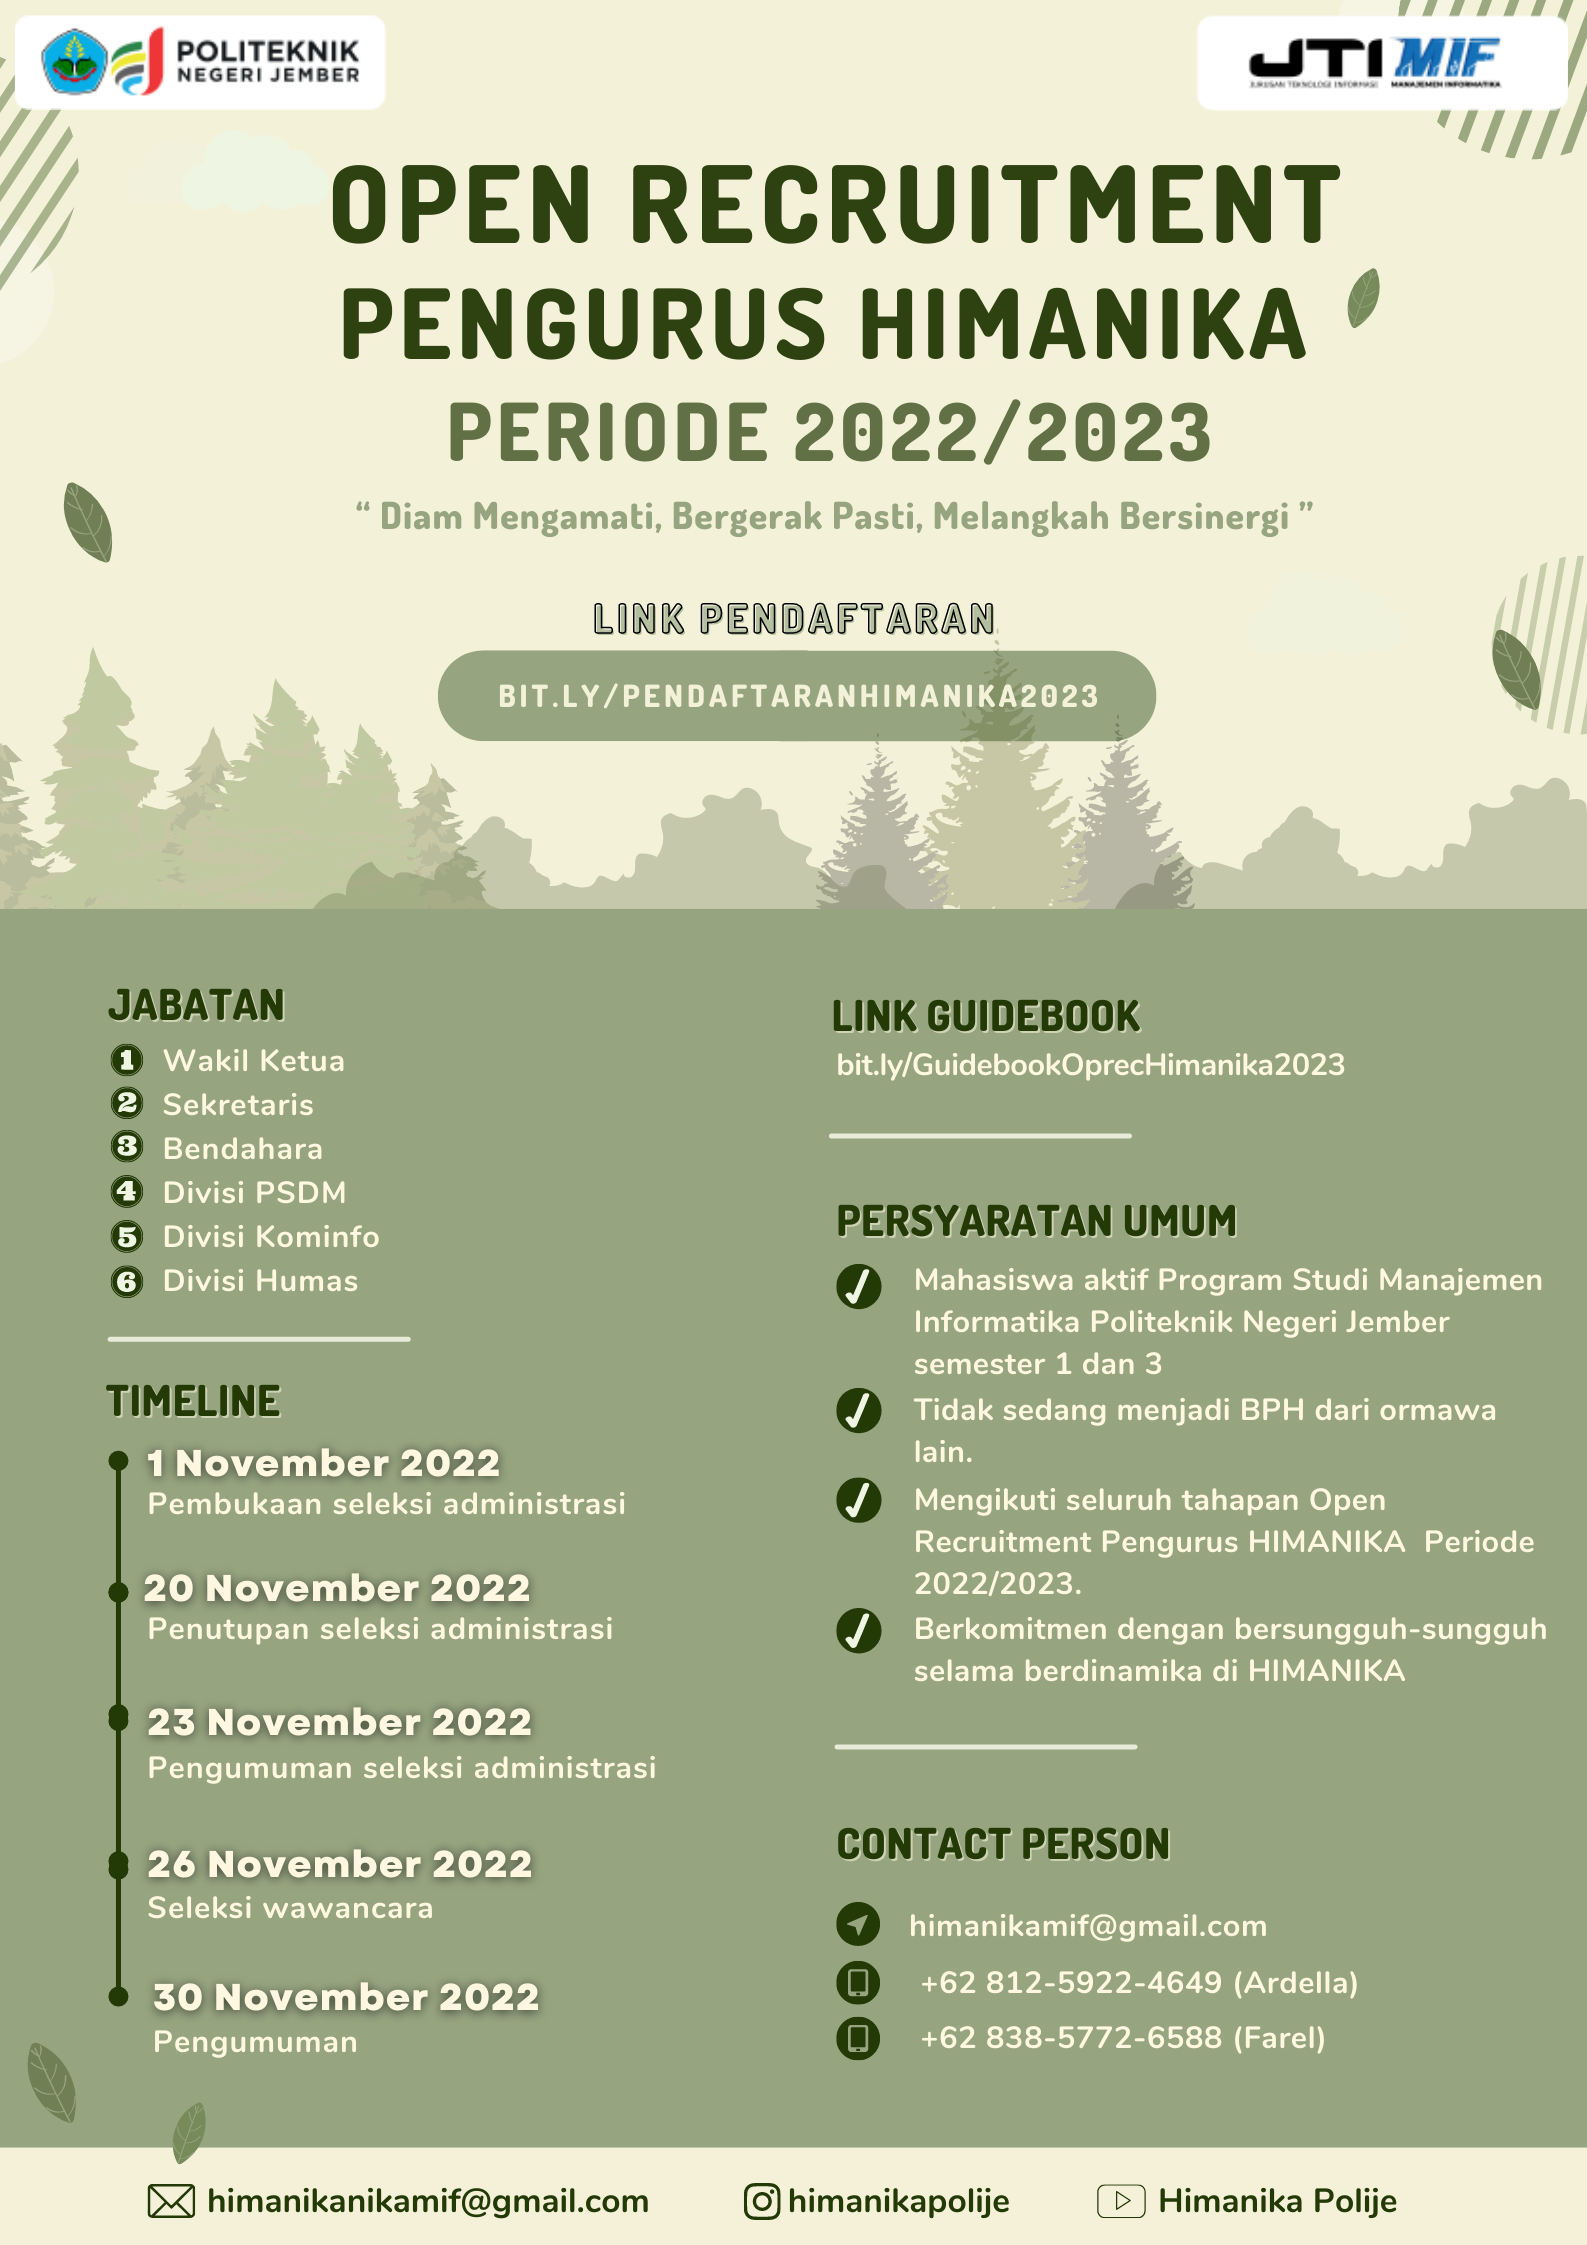 POLITEKNIK
NEGERI JEMBER
JTI MIF
JURUSAN TEKNOLOGI INFORMASI MANAJEMEN INFORMATIKA
OPEN RECRUITMENT
PENGURUS HIMANIKA
PERIODE 2022/2023
“ Diam Mengamati, Bergerak Pasti, Melangkah Bersinergi ”
LINK PENDAFTARAN
BIT.LY/PENDAFTARANHIMANIKA2023
JABATAN
1 Wakil Ketua
2 Sekretaris
3 Bendahara
4 Divisi PSDM
5 Divisi Kominfo
6 Divisi Humas
TIMELINE
1 November 2022
Pembukaan seleksi administrasi
20 November 2022
Penutupan seleksi administrasi
23 November 2022
Pengumuman seleksi administrasi
26 November 2022
Seleksi wawancara
30 November 2022
Pengumuman
LINK GUIDEBOOK
bit.ly/GuidebookOprecHimanika2023
PERSYARATAN UMUM
Mahasiswa aktif Program Studi Manajemen
Informatika Politeknik Negeri Jember
semester 1 dan 3
Tidak sedang menjadi BPH dari ormawa
lain.
Mengikuti seluruh tahapan Open
Recruitment Pengurus HIMANIKA  Periode
2022/2023.
Berkomitmen dengan bersungguh-sungguh
selama berdinamika di HIMANIKA
CONTACT PERSON
himanikamif@gmail.com
+62 812-5922-4649 (Ardella)
+62 838-5772-6588 (Farel)
himanikanikamif@gmail.com himanikapolije Himanika Polije